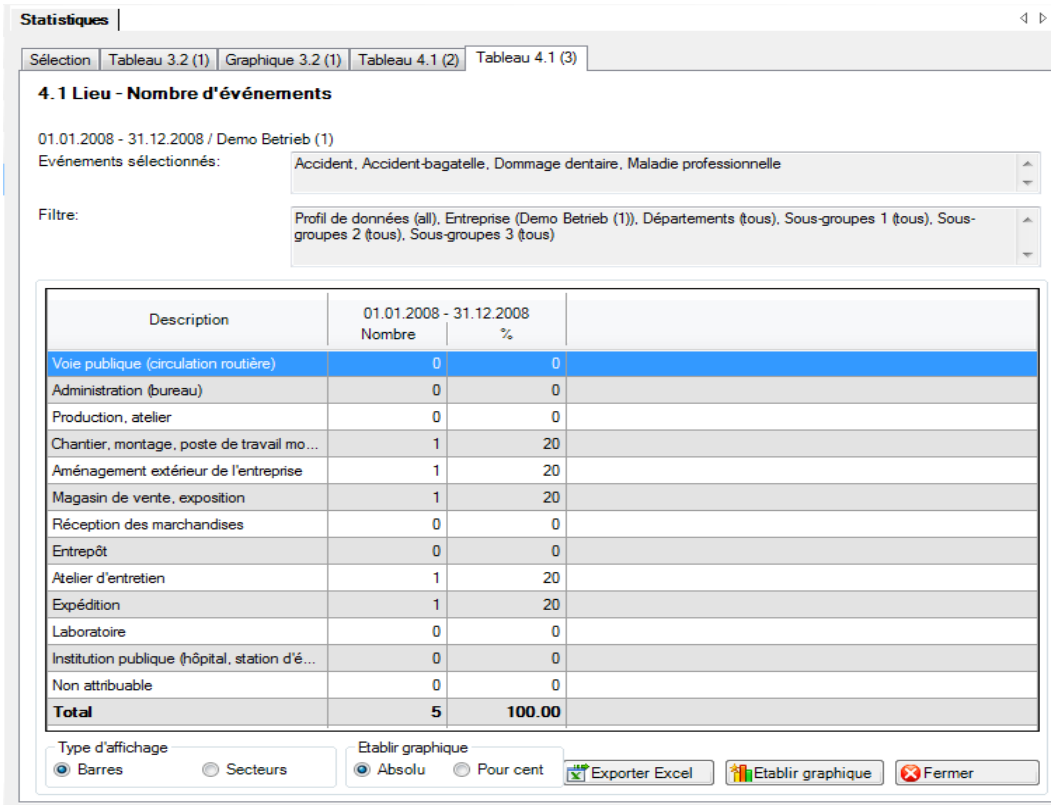 Statistiques
Sélection Tableau 3.2 (1) Graphique 3.2 (1) Tableau 4.1 (2) Tableau 4.1 (3)
4.1 Lieu - Nombre d'événements
01.01.2008 - 31.12.2008 / Demo Betrieb (1)
Evénements sélectionnés: Accident, Accident-bagatelle, Dommage dentaire, Maladie professionnelle
Filtre: Profil de données (all), Entreprise (Demo Betrieb (1)), Départements (tous), Sous-groupes 1 (tous), Sous-
groupes 2 (tous), Sous-groupes 3 (tous)
Description 01.01.2008 - 31.12.2008
Nombre %
Voie publique (circulation routière) 0 0
Administration (bureau) 0 0
Production, atelier 0 0
Chantier, montage, poste de travail mo... 1 20
Aménagement extérieur de l'entreprise 1 20
Magasin de vente, exposition 1 20
Réception des marchandises 0 0
Entrepôt 0 0
Atelier d'entretien 1 20
Expédition 1 20
Laboratoire 0 0
Institution publique (hôpital, station d'é... 0 0
Non attribuable 0 0
Total 5 100.00
Type d'affichage Etablir graphique
Barres Secteurs Absolu Pour cent Exporter Excel Etablir graphique Fermer